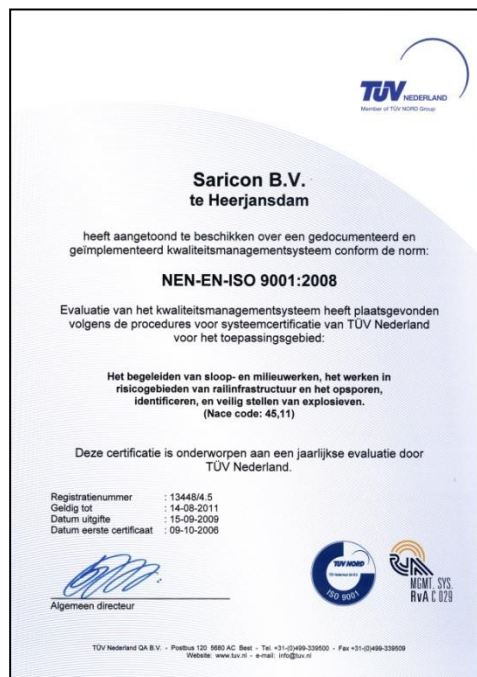 TÜV NEDERLAND
Member of TÜV NORD Group
Saricon B.V.
te Heerjansdam
heeft aangetoond te beschikken over een gedocumenteerd en
geïmplementeerd kwaliteitsmanagementsysteem conform de norm:
NEN-EN-ISO 9001:2008
Evaluatie van het kwaliteitsmanagementsysteem heeft plaatsgevonden
volgens de procedures voor systeemcertificatie van TÜV Nederland
voor het toepassingsgebied:
Het begeleiden van sloop- en milieuwerken, het werken in
risicogebieden van railinfrastructuur en het opsporen,
identificeren, en veilig stellen van explosieven.
(Nace code: 45,11)
Deze certificatie is onderworpen aan een jaarlijkse evaluatie door
TÜV Nederland.
Registratienummer : 13448/4.5
Geldig tot : 14-08-2011
Datum uitgifte : 15-09-2009
Datum eerste certificaat : 09-10-2006
Algemeen directeur
TÜV NORD
TÜV Nederland QA B.V.
ISO 9001
RvA
MGMT. SYS.
RvA C 029
TÜV Nederland QA B.V. - Postbus 120 5680 AC Best - Tel. +31-(0)499-339500 - Fax +31-(0)499-339509
Website: www.tuv.nl - e-mail: info@tuv.nl